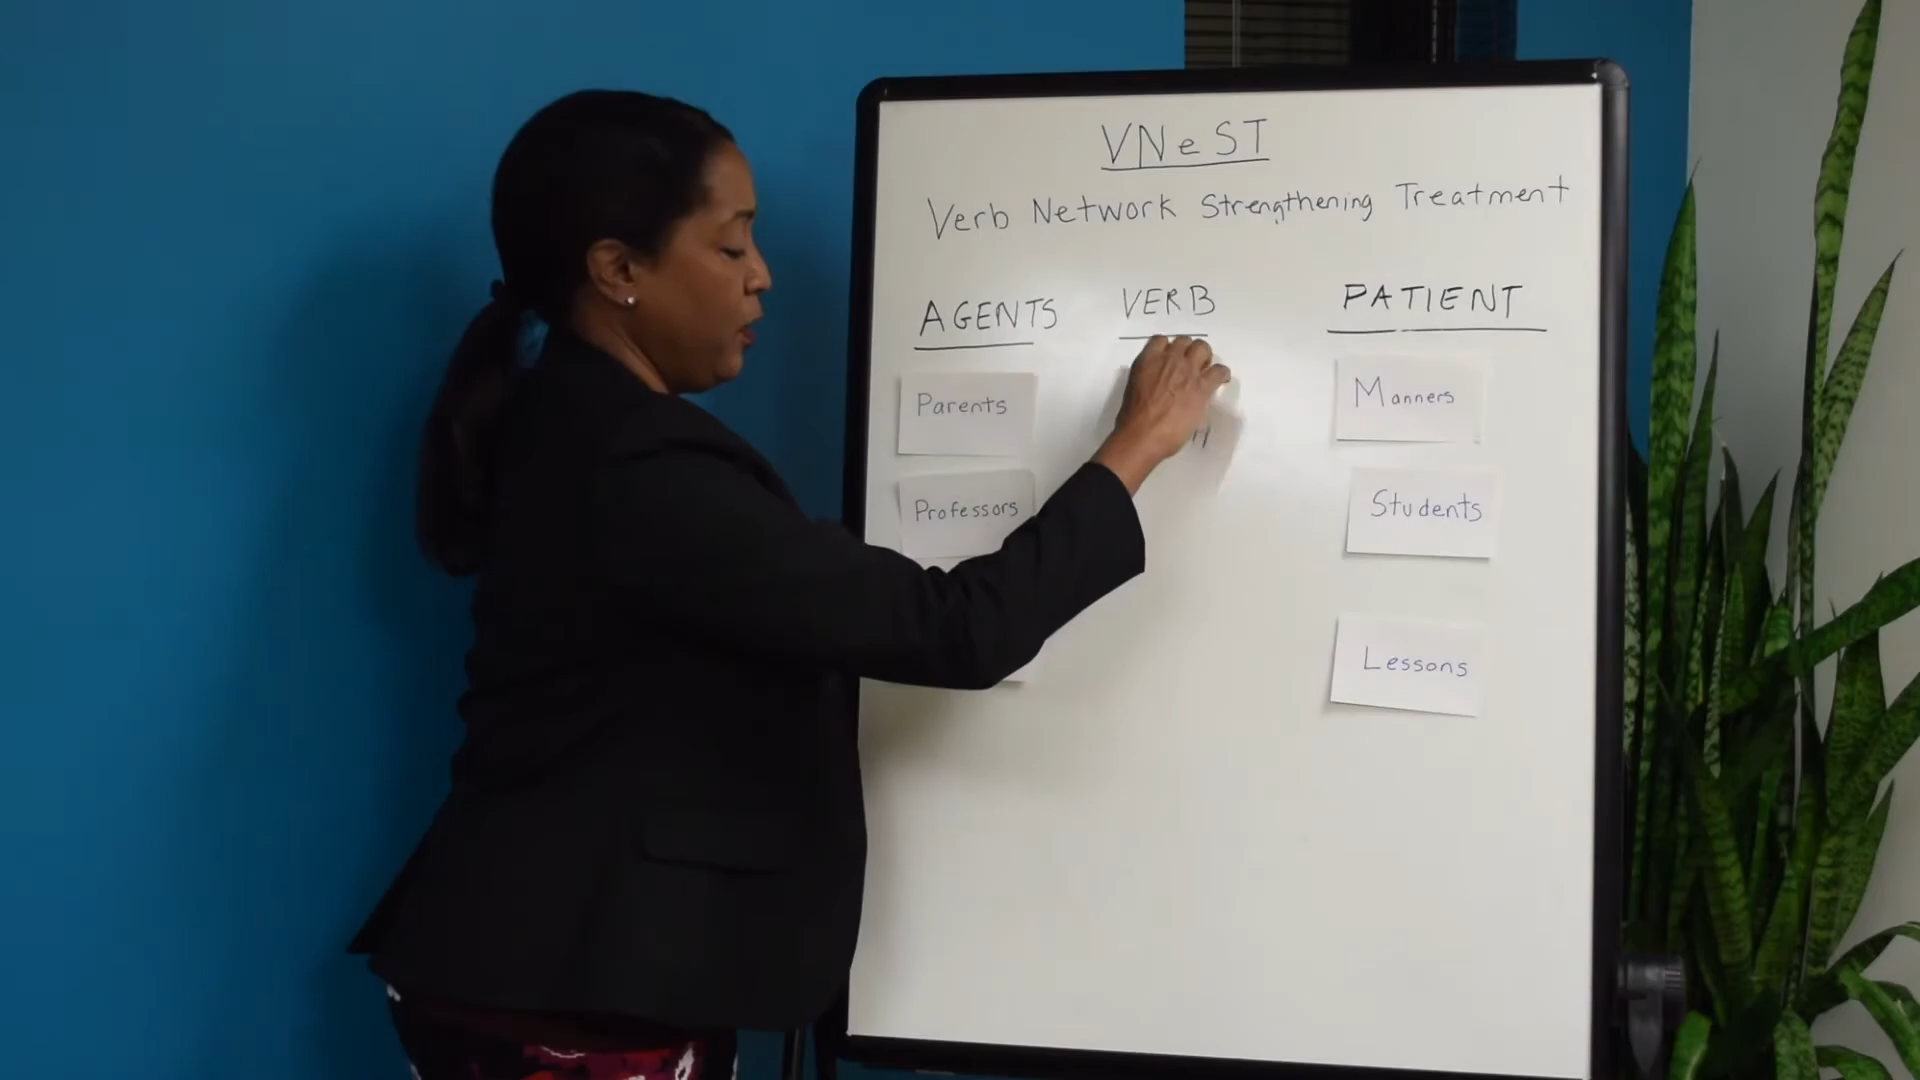 VNeST
Verb Network Strengthening Treatment
AGENTS VERB PATIENT
Parents Manners
Professors Students
Lessons